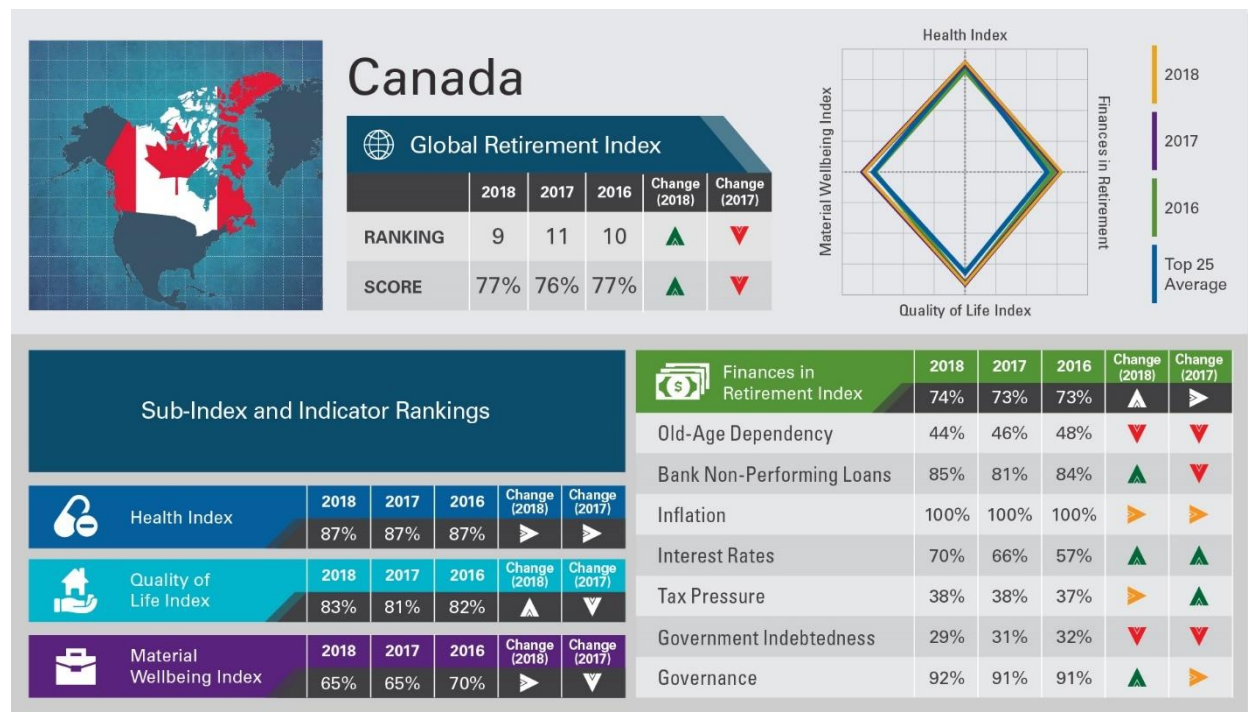 Canada
Global Retirement Index
2018 2017 2016 Change (2018) Change (2017)
RANKING 9 11 10
SCORE 77% 76% 77%
Health Index
Material Wellbeing Index
Finances in Retirement
Quality of Life Index
2018
2017
2016
Top 25
Average
Sub-Index and Indicator Rankings
Health Index
2018 2017 2016 Change (2018) Change (2017)
87% 87% 87%
Quality of
Life Index
2018 2017 2016 Change (2018) Change (2017)
83% 81% 82%
Material
Wellbeing Index
2018 2017 2016 Change (2018) Change (2017)
65% 65% 70%
Finances in
Retirement Index
2018 2017 2016 Change (2018) Change (2017)
74% 73% 73%
Old-Age Dependency 44% 46% 48%
Bank Non-Performing Loans 85% 81% 84%
Inflation 100% 100% 100%
Interest Rates 70% 66% 57%
Tax Pressure 38% 38% 37%
Government Indebtedness 29% 31% 32%
Governance 92% 91% 91%